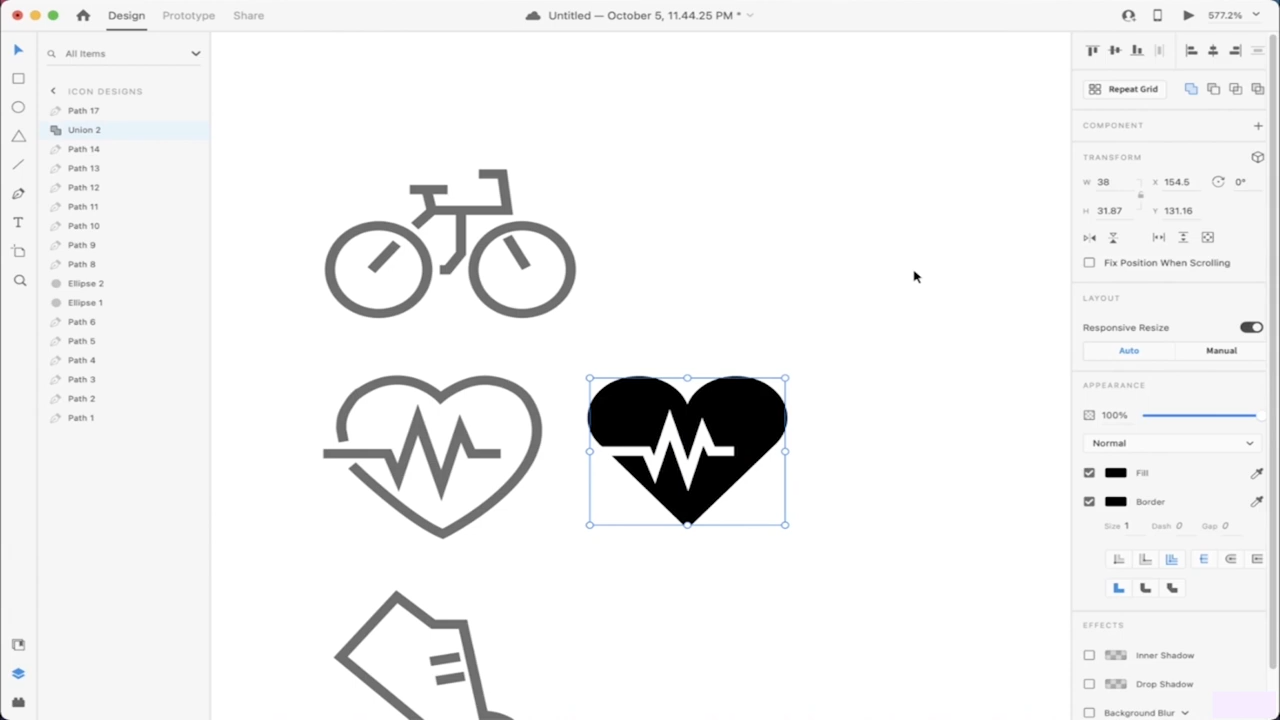 Design Prototype Share Untitled — October 5, 11.44.25 PM * 577.2%
All Items
ICON DESIGNS
Path 17
Union 2
Path 14
Path 13
Path 12
Path 11
Path 10
Path 9
Path 8
Ellipse 2
Ellipse 1
Path 6
Path 5
Path 4
Path 3
Path 2
Path 1
Repeat Grid
COMPONENT
TRANSFORM
W 38 X 154.5 0°
H 31.87 Y 131.16
Fix Position When Scrolling
LAYOUT
Responsive Resize
Auto Manual
APPEARANCE
100%
Normal
Fill
Border
Size 1 Dash 0 Gap 0
EFFECTS
Inner Shadow
Drop Shadow
Background Blur